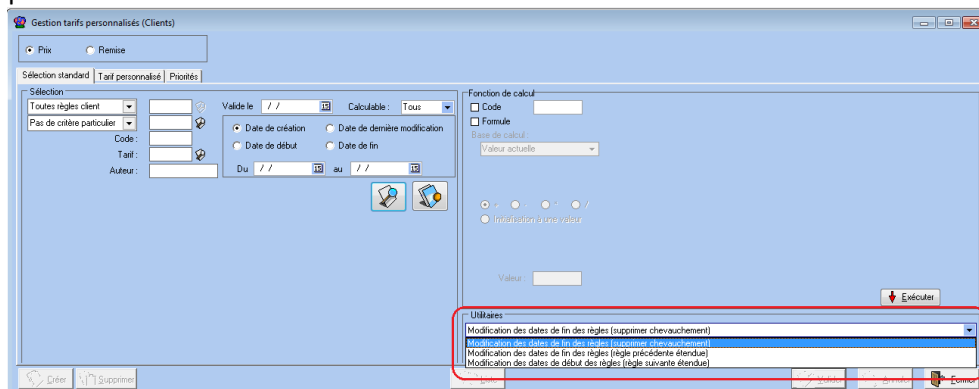 Gestion tarifs personnalisés (Clients)
Prix Remise
Sélection standard Tarif personnalisé Priorités
Sélection
Toutes règles client
Valide le / / 15 Calculable : Tous
Pas de critère particulier
Date de création Date de dernière modification
Code :
Date de début Date de fin
Tarif :
Auteur :
Du / / 15 au / / 15
Fonction de calcul
Code
Formule
Base de calcul :
Valeur actuelle
+ - * /
Initialisation à une valeur
Valeur :
Exécuter
Utilitaires
Modification des dates de fin des règles (supprimer chevauchement)
Modification des dates de fin des règles (supprimer chevauchement)
Modification des dates de fin des règles (règle précédente étendue)
Modification des dates de début des règles (règle suivante étendue)
Créer Supprimer Valider Annuler Fermer